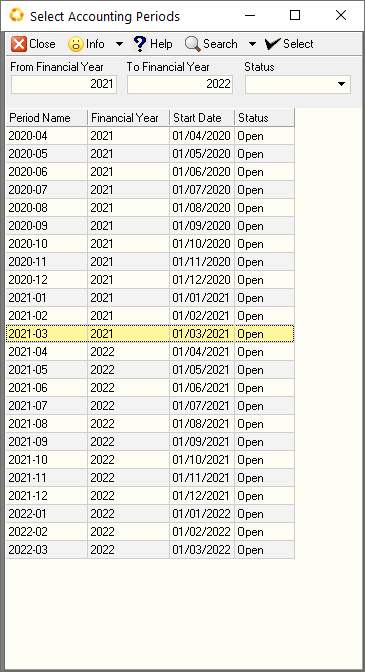 Select Accounting Periods
Close Info Help Search Select
From Financial Year To Financial Year Status
2021 2022
Period Name Financial Year Start Date Status
2020-04 2021 01/04/2020 Open
2020-05 2021 01/05/2020 Open
2020-06 2021 01/06/2020 Open
2020-07 2021 01/07/2020 Open
2020-08 2021 01/08/2020 Open
2020-09 2021 01/09/2020 Open
2020-10 2021 01/10/2020 Open
2020-11 2021 01/11/2020 Open
2020-12 2021 01/12/2020 Open
2021-01 2021 01/01/2021 Open
2021-02 2021 01/02/2021 Open
2021-03 2021 01/03/2021 Open
2021-04 2022 01/04/2021 Open
2021-05 2022 01/05/2021 Open
2021-06 2022 01/06/2021 Open
2021-07 2022 01/07/2021 Open
2021-08 2022 01/08/2021 Open
2021-09 2022 01/09/2021 Open
2021-10 2022 01/10/2021 Open
2021-11 2022 01/11/2021 Open
2021-12 2022 01/12/2021 Open
2022-01 2022 01/01/2022 Open
2022-02 2022 01/02/2022 Open
2022-03 2022 01/03/2022 Open